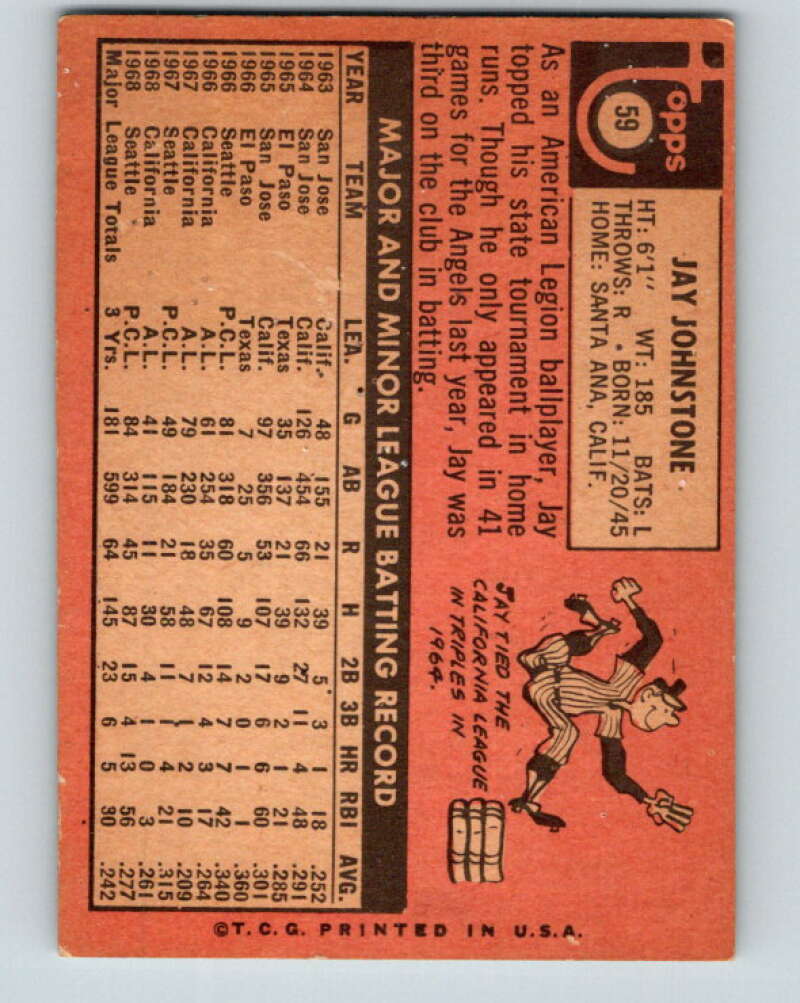 Topps
59
JAY JOHNSTONE
HT: 6'1" WT: 185 BATS: L
THROWS: R • BORN: 11/20/45
HOME: SANTA ANA, CALIF.
As an American Legion ballplayer, Jay
topped his state tournament in home
runs. Though he only appeared in 41
games for the Angels last year, Jay was
third on the club in batting.
JAY TIED THE
CALIFORNIA LEAGUE
IN TRIPLES IN
1964.
MAJOR AND MINOR LEAGUE BATTING RECORD
YEAR TEAM LEA. G AB R H 2B 3B HR RBI AVG.
1963 San Jose Calif. 48 155 21 39 5 3 1 18 .252
1964 San Jose Calif. 126 454 66 132 27 11 4 48 .291
1965 El Paso Texas 35 137 21 39 9 2 1 21 .285
1965 San Jose Calif. 97 356 53 107 17 6 6 60 .301
1966 El Paso Texas 7 25 5 9 2 0 1 1 .360
1966 Seattle P.C.L. 81 318 60 108 14 7 7 42 .340
1966 California A.L. 61 254 35 67 12 4 3 17 .264
1967 California A.L. 79 230 18 48 7 1 2 10 .209
1967 Seattle P.C.L. 49 184 21 58 11 1 4 21 .315
1968 California A.L. 41 115 11 30 4 1 0 3 .261
1968 Seattle P.C.L. 84 314 45 87 15 4 13 56 .277
Major League Totals 3 Yrs. 181 599 64 145 23 6 5 30 .242
©T.C.G. PRINTED IN U.S.A.